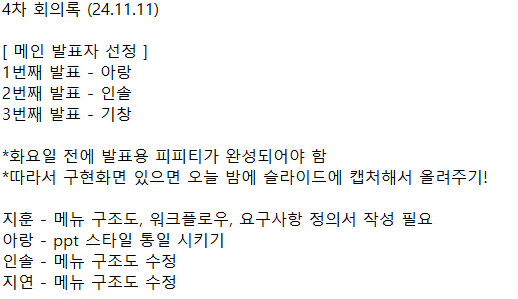 4차 회의록 (24.11.11)
[ 메인 발표자 선정 ]
1번째 발표 - 아랑
2번째 발표 - 인솔
3번째 발표 - 기창
*화요일 전에 발표용 피피티가 완성되어야 함
*따라서 구현화면 있으면 오늘 밤에 슬라이드에 캡처해서 올려주기!
지훈 - 메뉴 구조도, 워크플로우, 요구사항 정의서 작성 필요
아랑 - ppt 스타일 통일 시키기
인솔 - 메뉴 구조도 수정
지연 - 메뉴 구조도 수정